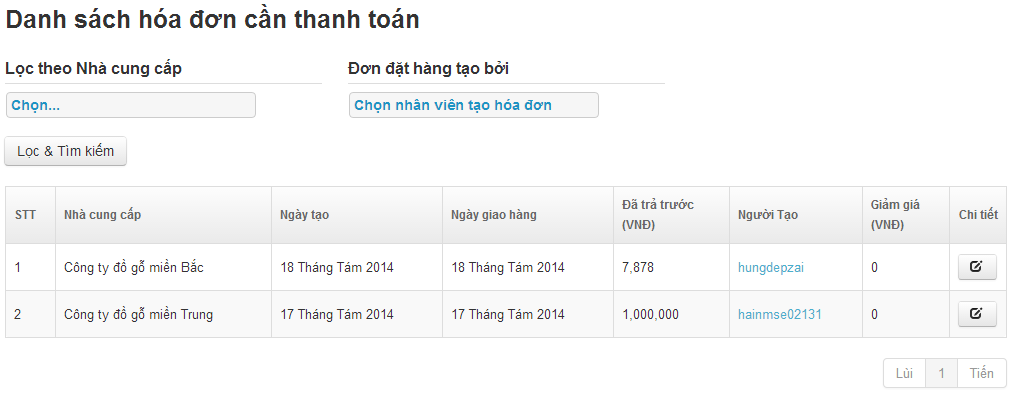 Danh sách hóa đơn cần thanh toán
Lọc theo Nhà cung cấp
Đơn đặt hàng tạo bởi
Chọn...
Chọn nhân viên tạo hóa đơn
Lọc & Tìm kiếm
STT Nhà cung cấp Ngày tạo Ngày giao hàng Đã trả trước (VNĐ) Người Tạo Giảm giá (VNĐ) Chi tiết
1 Công ty đồ gỗ miền Bắc 18 Tháng Tám 2014 18 Tháng Tám 2014 7,878 hungdepzai 0
2 Công ty đồ gỗ miền Trung 17 Tháng Tám 2014 17 Tháng Tám 2014 1,000,000 hainmse02131 0
Lùi 1 Tiến